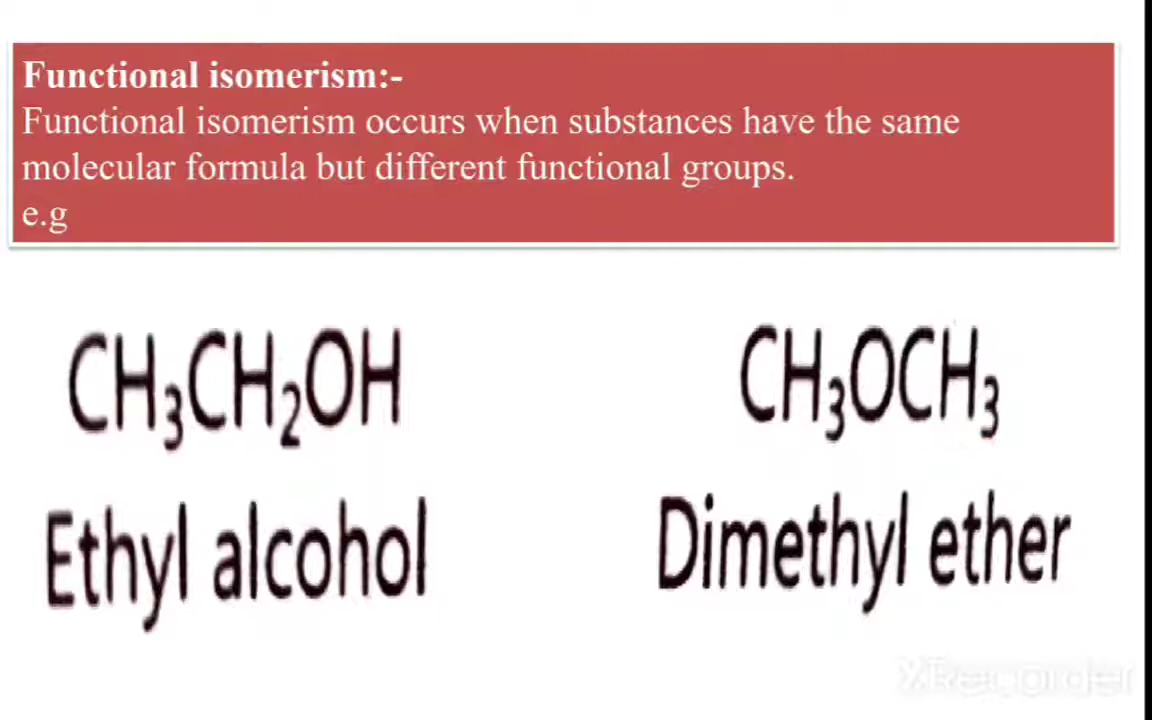 Functional isomerism:-
Functional isomerism occurs when substances have the same
molecular formula but different functional groups.
e.g
CH₃CH₂OH
CH₃OCH₃
Ethyl alcohol
Dimethyl ether
XRecorder